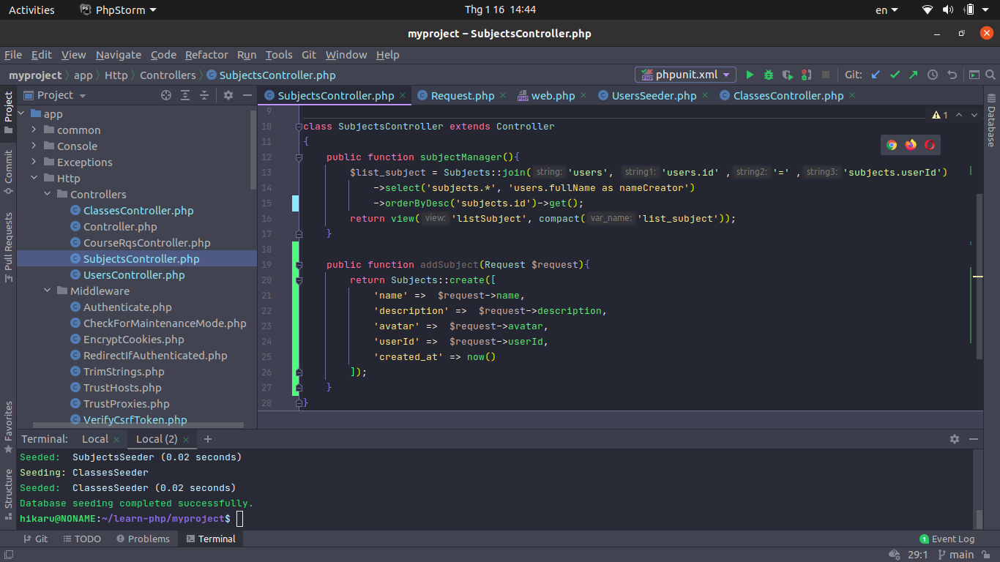 Activities PhpStorm Thg 1 16 14:44 en
myproject – SubjectsController.php
File Edit View Navigate Code Refactor Run Tools Git Window Help
myproject app Http Controllers SubjectsController.php phpunit.xml Git:
Project
SubjectsController.php Request.php web.php UsersSeeder.php ClassesController.php
Project
Commit
Pull Requests
Favorites
Structure
Database
app
common
Console
Exceptions
Http
Controllers
ClassesController.php
Controller.php
CourseRqsController.php
SubjectsController.php
UsersController.php
Middleware
Authenticate.php
CheckForMaintenanceMode.php
EncryptCookies.php
RedirectIfAuthenticated.php
TrimStrings.php
TrustHosts.php
TrustProxies.php
VerifyCsrfToken.php
1
9
10 class SubjectsController extends Controller
11 {
12 public function subjectManager(){
13 $list_subject = Subjects::join( string: 'users', string1: 'users.id' , string2: '=' , string3: 'subjects.userId')
14 ->select('subjects.*', 'users.fullName as nameCreator')
15 ->orderByDesc('subjects.id')->get();
16 return view( view: 'listSubject', compact( var_name: 'list_subject'));
17 }
18
19 public function addSubject(Request $request){
20 return Subjects::create([
21 'name' => $request->name,
22 'description' => $request->description,
23 'avatar' => $request->avatar,
24 'userId' => $request->userId,
25 'created_at' => now()
26 ]);
27 }
28 }
Terminal: Local Local (2)
Seeded: SubjectsSeeder (0.02 seconds)
Seeding: ClassesSeeder
Seeded: ClassesSeeder (0.02 seconds)
Database seeding completed successfully.
hikaru@NONAME:~/learn-php/myproject$
Git TODO Problems Terminal 1 Event Log
29:1 main